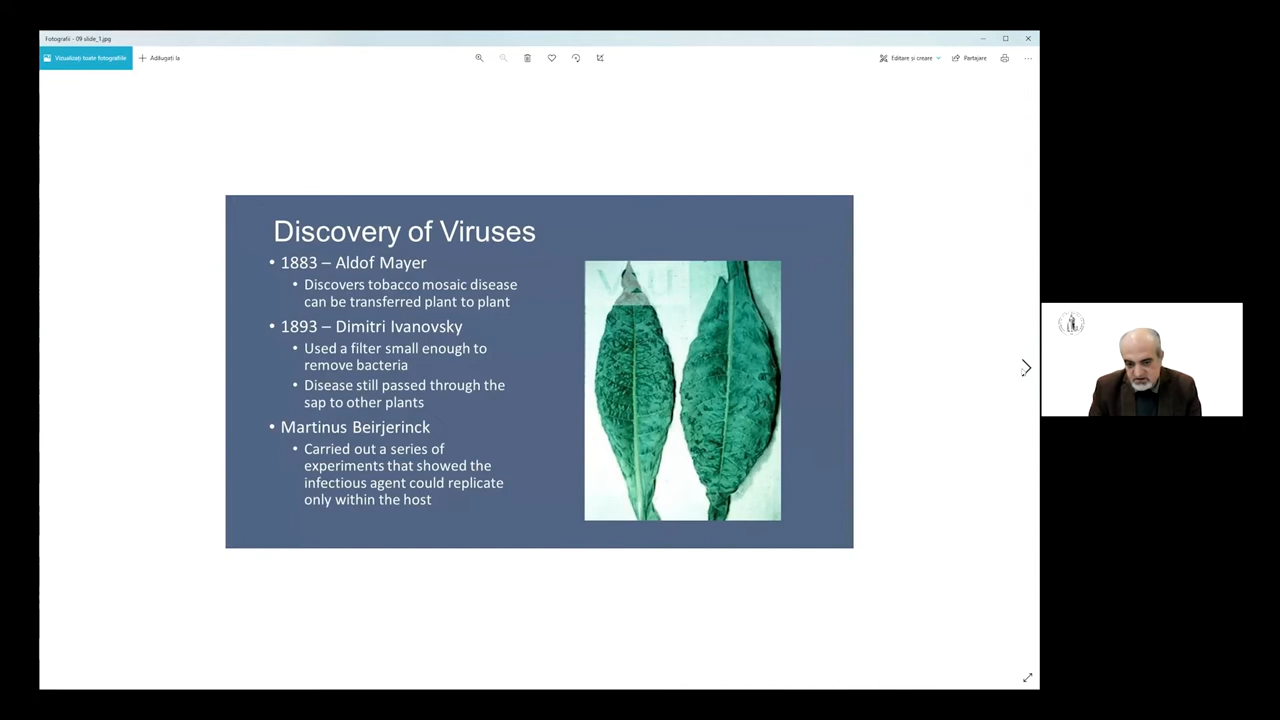 Fotografii - 09 slide_1.jpg
Vizualizați toate fotografiile
Adăugați la
Editare și creare
Partajare
Discovery of Viruses
• 1883 – Aldof Mayer
• Discovers tobacco mosaic disease
can be transferred plant to plant
• 1893 – Dimitri Ivanovsky
• Used a filter small enough to
remove bacteria
• Disease still passed through the
sap to other plants
• Martinus Beirjerinck
• Carried out a series of
experiments that showed the
infectious agent could replicate
only within the host